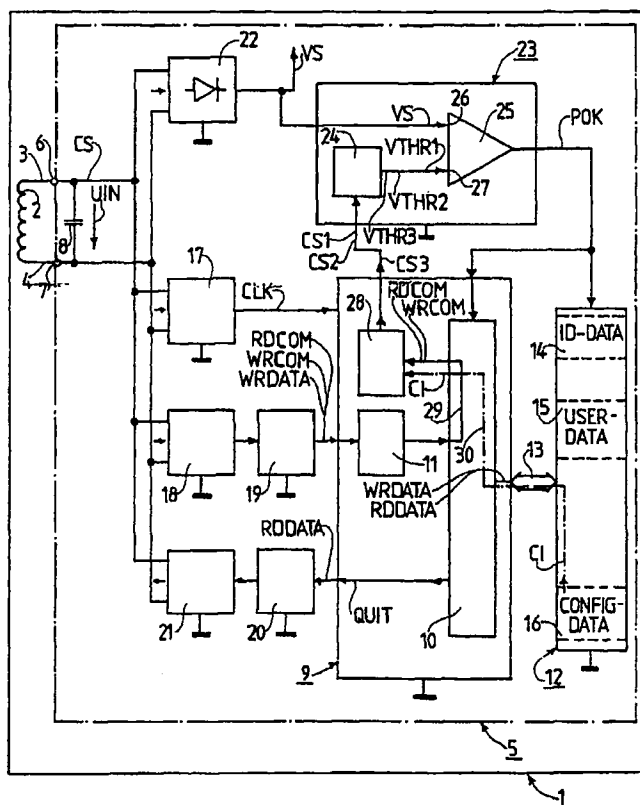 22
VS
23
26
25
POK
VS
3
6
CS
24
VTHR1
UIN
2
8
27
VTHR2
VTHR3
4
7
17
CS1
CS2
CS3
CLK
28
RDCOM
WRCOM
ID-DATA
14
RDCOM
WRCOM
WRDATA
CI
29
15
USER-
DATA
30
13
18
19
11
WRDATA
RDDATA
RDDATA
CI
QUIT
CONFIG-
DATA
21
20
10
16
9
12
5
1